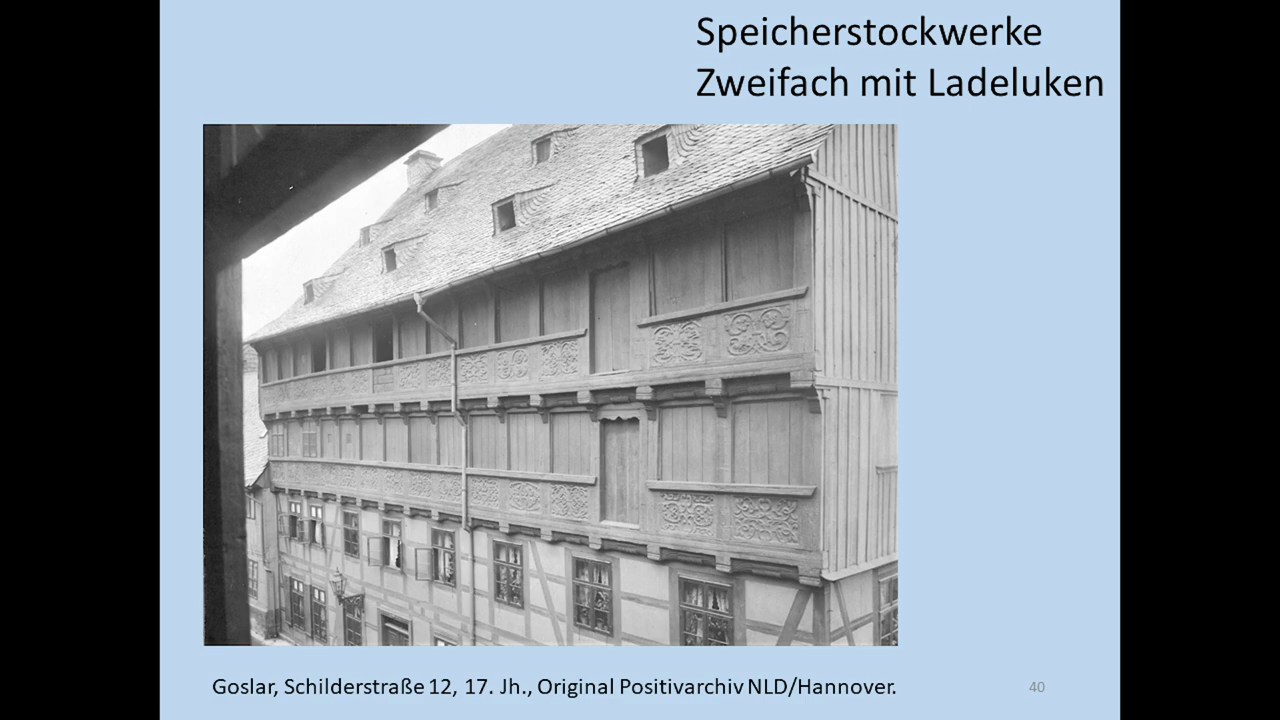 Speicherstockwerke
Zweifach mit Ladeluken
Goslar, Schilderstraße 12, 17. Jh., Original Positivarchiv NLD/Hannover.
40